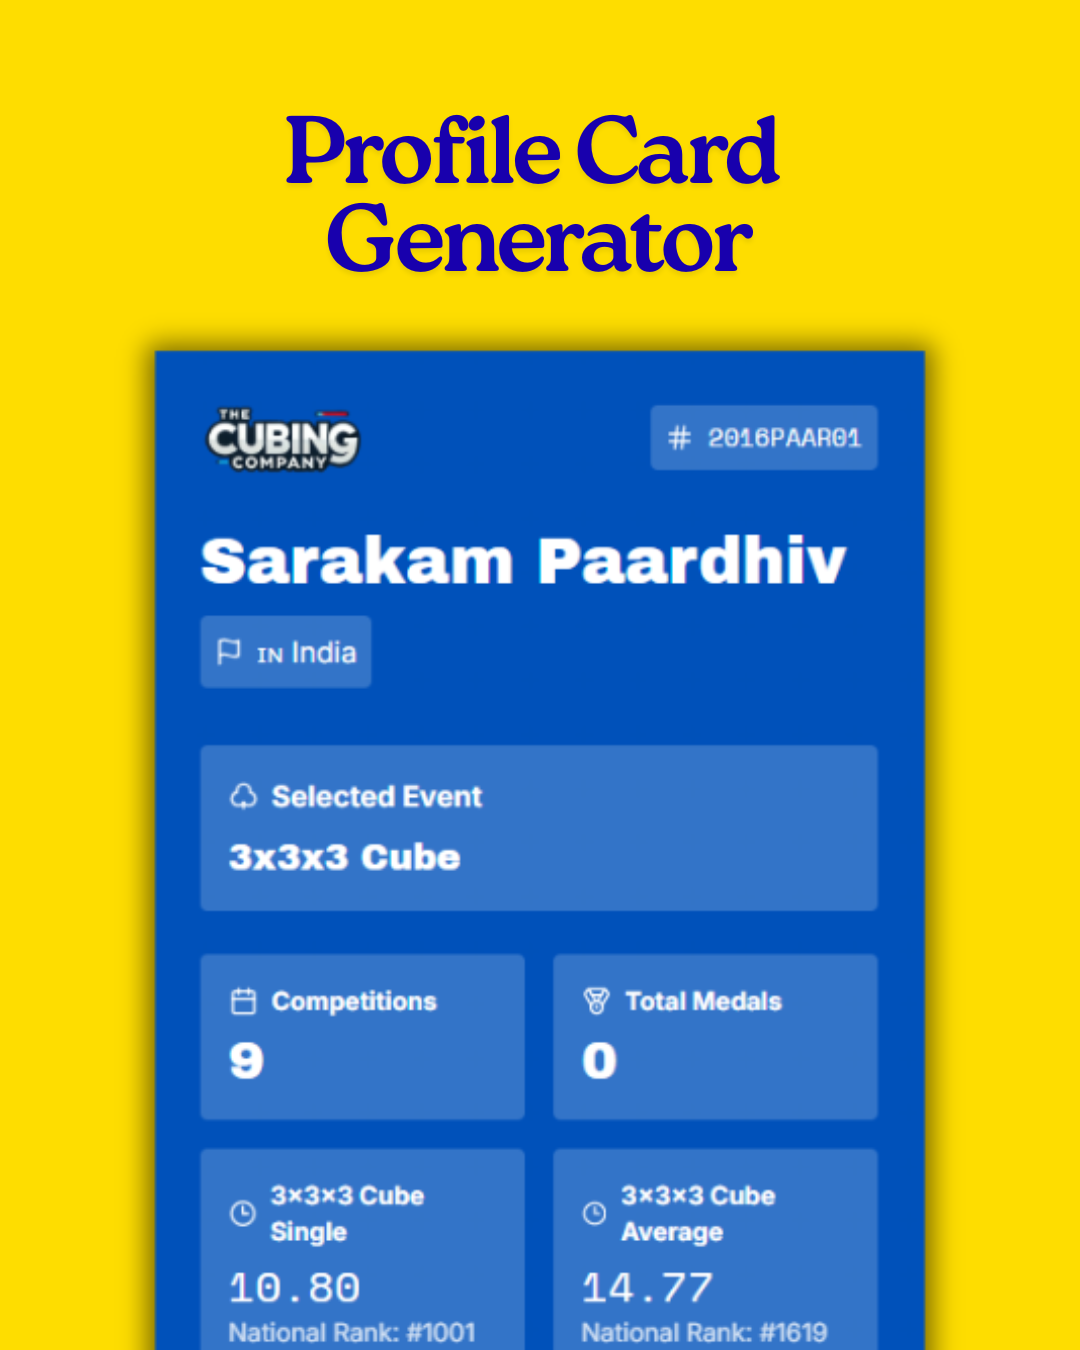 Profile Card
Generator
THE
CUBING
COMPANY
# 2016PAAR01
Sarakam Paardhiv
IN India
Selected Event
3x3x3 Cube
Competitions
9
Total Medals
0
3×3×3 Cube
Single
10.80
National Rank: #1001
3×3×3 Cube
Average
14.77
National Rank: #1619